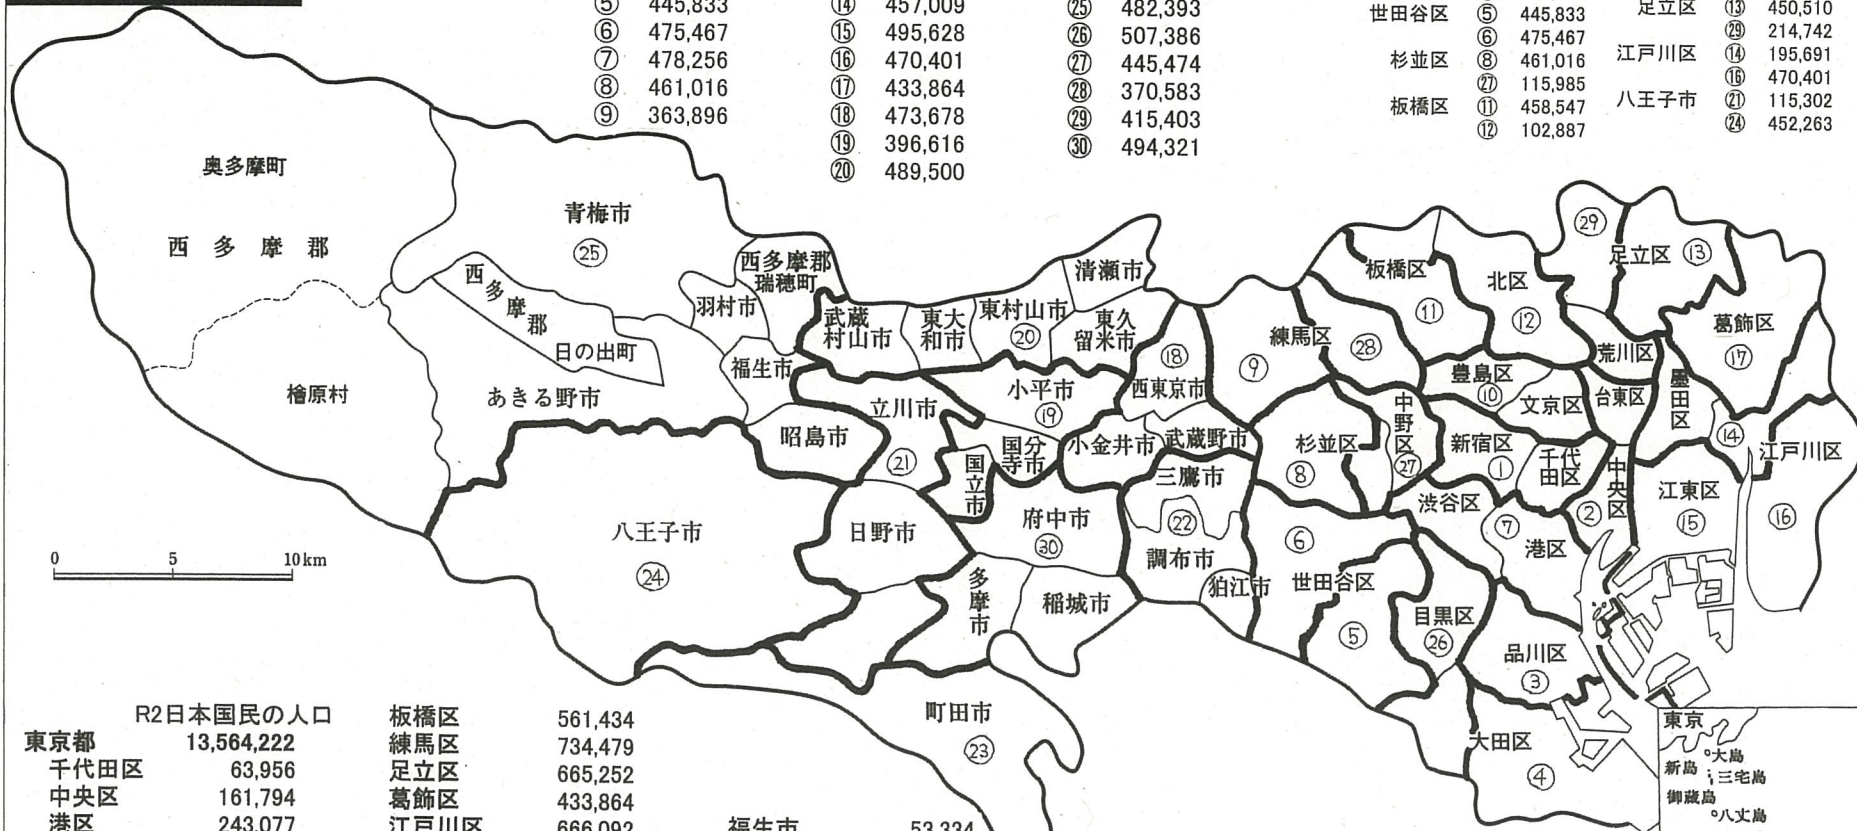 ⑤ 445,833
⑥ 475,467
⑦ 478,256
⑧ 461,016
⑨ 363,896
⑭ 457,009
⑮ 495,628
⑯ 470,401
⑰ 433,864
⑱ 473,678
⑲ 396,616
⑳ 489,500
㉕ 482,393
㉖ 507,386
㉗ 445,474
㉘ 370,583
㉙ 415,403
㉚ 494,321
世田谷区 ⑤ 445,833
⑥ 475,467
杉並区 ⑧ 461,016
㉗ 115,985
板橋区 ⑪ 458,547
⑫ 102,887
足立区 ⑬ 450,510
㉙ 214,742
江戸川区 ⑭ 195,691
⑯ 470,401
八王子市 ㉑ 115,302
㉔ 452,263
奥多摩町
西多摩郡
檜原村
青梅市
㉕
西多摩郡
日の出町
あきる野市
羽村市
西多摩郡
瑞穂町
福生市
武蔵
村山市
東大
和市
東村山市
⑳
清瀬市
東久
留米市
昭島市
立川市
㉑
小平市
⑲
国分
寺市
国立市
小金井市
⑱
西東京市
武蔵野市
三鷹市
㉒
調布市
狛江市
八王子市
㉔
日野市
府中市
㉚
多摩市
稲城市
町田市
㉓
練馬区
⑨
㉘
板橋区
⑪
北区
⑫
㉙
足立区 ⑬
荒川区
葛飾区
⑰
豊島区
⑩
文京区
台東区
墨田区
⑭
江戸川区
⑯
中野区
㉗
杉並区
⑧
新宿区
①
千代
田区
中央区
②
江東区
⑮
渋谷区
⑦
港区
⑥
世田谷区
⑤
目黒区
㉖
品川区
③
大田区
④
東京
大島
新島
三宅島
御蔵島
八丈島
0 5 10km
R2日本国民の人口
東京都 13,564,222
千代田区 63,956
中央区 161,794
港区 243,077
板橋区 561,434
練馬区 734,479
足立区 665,252
葛飾区 433,864
江戸川区 666,092
福生市 53,334